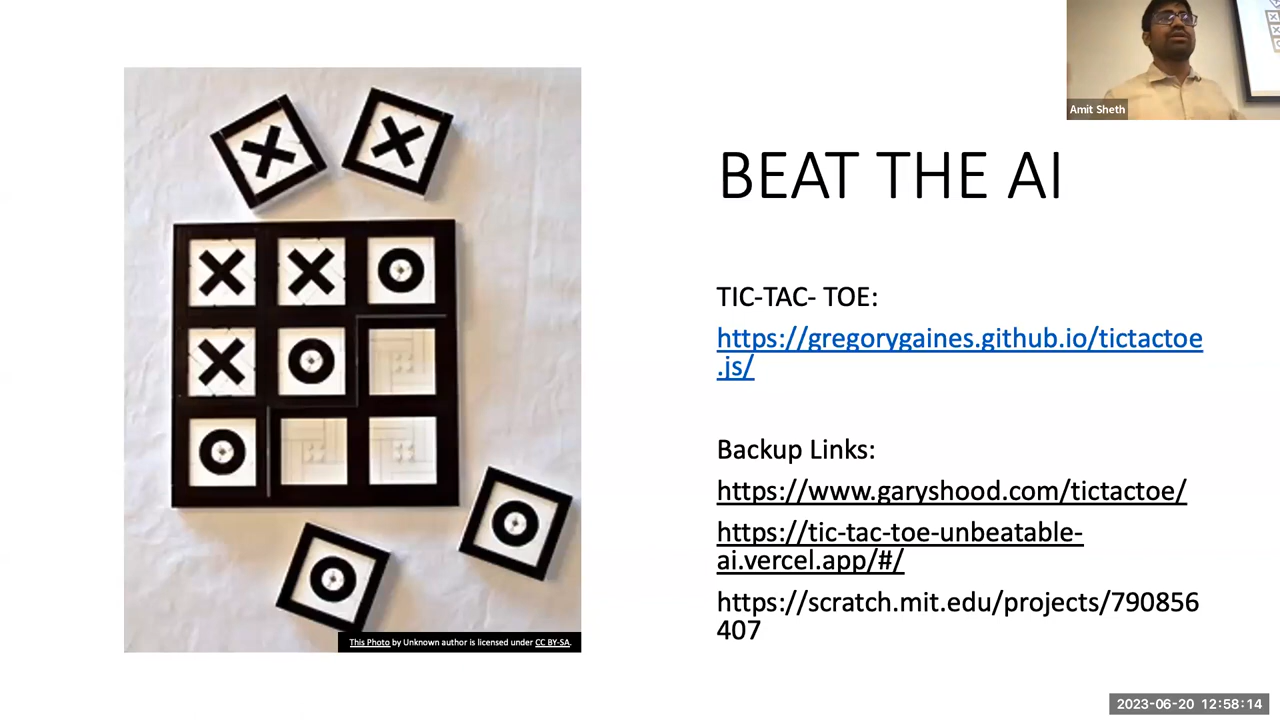 Amit Sheth
BEAT THE AI
TIC-TAC- TOE:
https://gregorygaines.github.io/tictactoe
.js/
Backup Links:
https://www.garyshood.com/tictactoe/
https://tic-tac-toe-unbeatable-
ai.vercel.app/#/
https://scratch.mit.edu/projects/790856
407
X X
X X O
X O
O
O
O
This Photo by Unknown author is licensed under CC BY-SA.
2023-06-20 12:58:14